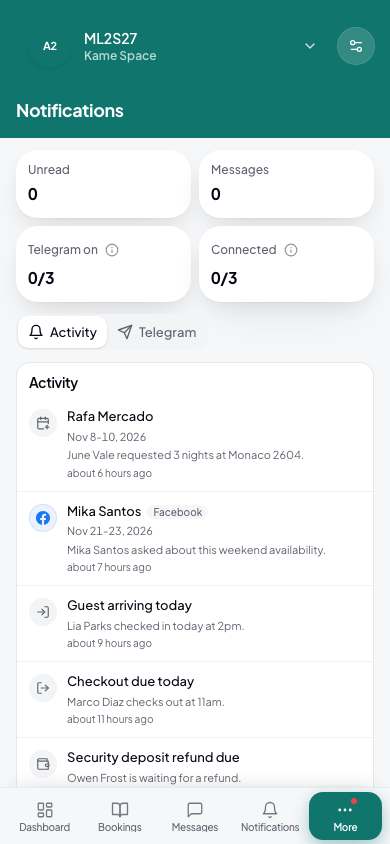 A2
ML2S27
Kame Space
Notifications
Unread
0
Messages
0
Telegram on
0/3
Connected
0/3
Activity
Telegram
Activity
Rafa Mercado
Nov 8-10, 2026
June Vale requested 3 nights at Monaco 2604.
about 6 hours ago
Mika Santos Facebook
Nov 21-23, 2026
Mika Santos asked about this weekend availability.
about 7 hours ago
Guest arriving today
Lia Parks checked in today at 2pm.
about 9 hours ago
Checkout due today
Marco Diaz checks out at 11am.
about 11 hours ago
Security deposit refund due
Owen Frost is waiting for a refund.
Dashboard
Bookings
Messages
Notifications
More